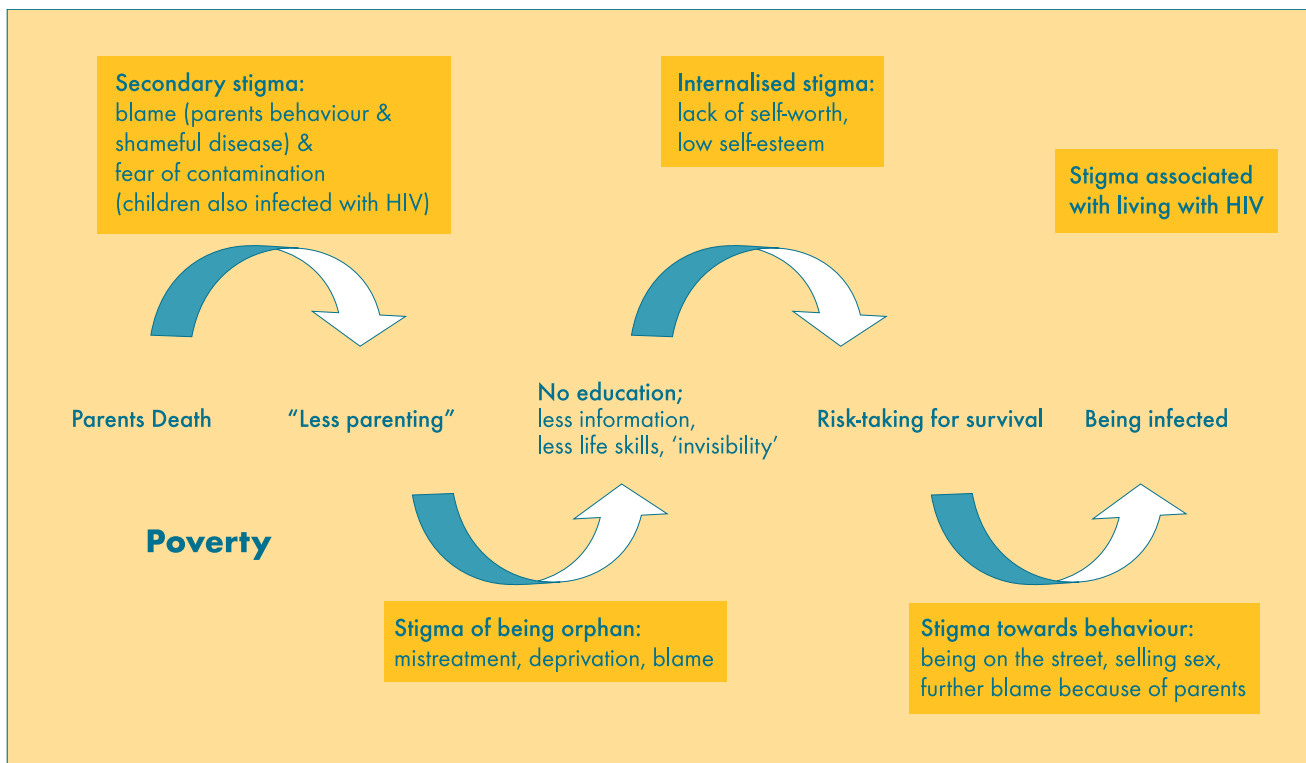 Secondary stigma:
blame (parents behaviour &
shameful disease) &
fear of contamination
(children also infected with HIV)
Internalised stigma:
lack of self-worth,
low self-esteem
Stigma associated
with living with HIV
Parents Death
“Less parenting”
No education;
less information,
less life skills, ‘invisibility’
Risk-taking for survival
Being infected
Poverty
Stigma of being orphan:
mistreatment, deprivation, blame
Stigma towards behaviour:
being on the street, selling sex,
further blame because of parents